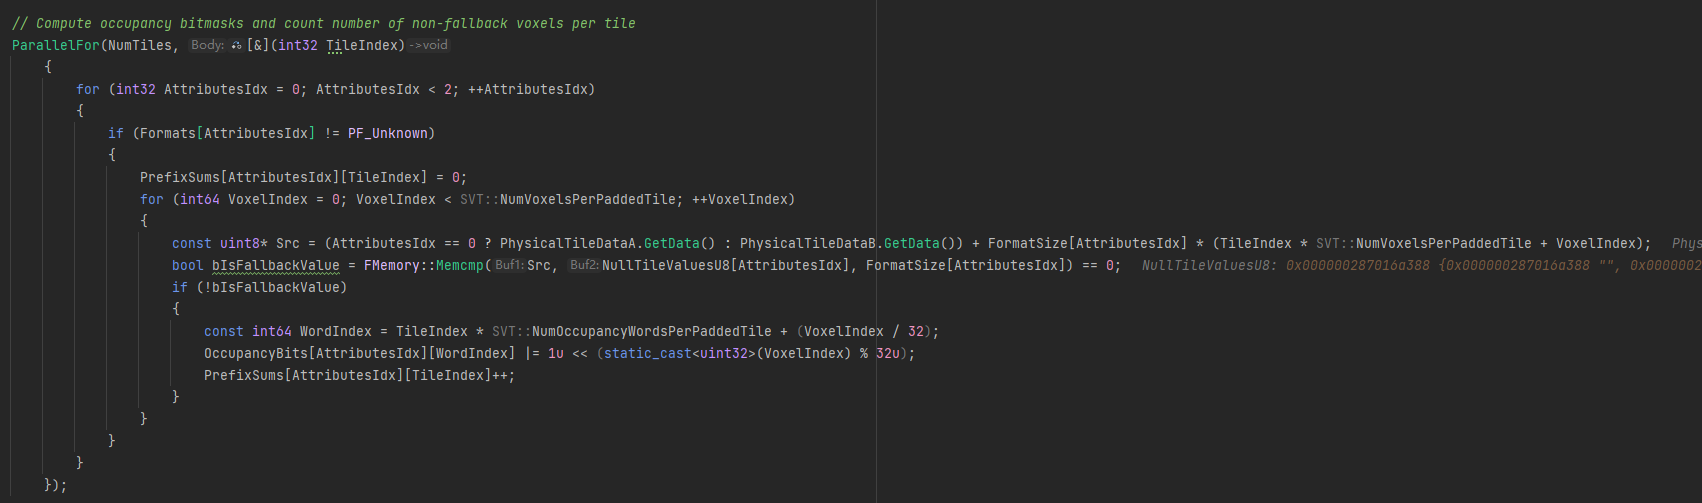 // Compute occupancy bitmasks and count number of non-fallback voxels per tile
ParallelFor(NumTiles, Body: [&](int32 TileIndex) ->void
{
for (int32 AttributesIdx = 0; AttributesIdx < 2; ++AttributesIdx)
{
if (Formats[AttributesIdx] != PF_Unknown)
{
PrefixSums[AttributesIdx][TileIndex] = 0;
for (int64 VoxelIndex = 0; VoxelIndex < SVT::NumVoxelsPerPaddedTile; ++VoxelIndex)
{
const uint8* Src = (AttributesIdx == 0 ? PhysicalTileDataA.GetData() : PhysicalTileDataB.GetData()) + FormatSize[AttributesIdx] * (TileIndex * SVT::NumVoxelsPerPaddedTile + VoxelIndex); Phys
bool bIsFallbackValue = FMemory::Memcmp(Buf1: Src, Buf2: NullTileValuesU8[AttributesIdx], FormatSize[AttributesIdx]) == 0; NullTileValuesU8: 0x000000287016a388 {0x000000287016a388 "", 0x0000002
if (!bIsFallbackValue)
{
const int64 WordIndex = TileIndex * SVT::NumOccupancyWordsPerPaddedTile + (VoxelIndex / 32);
OccupancyBits[AttributesIdx][WordIndex] |= 1u << (static_cast<uint32>(VoxelIndex) % 32u);
PrefixSums[AttributesIdx][TileIndex]++;
}
}
}
}
});